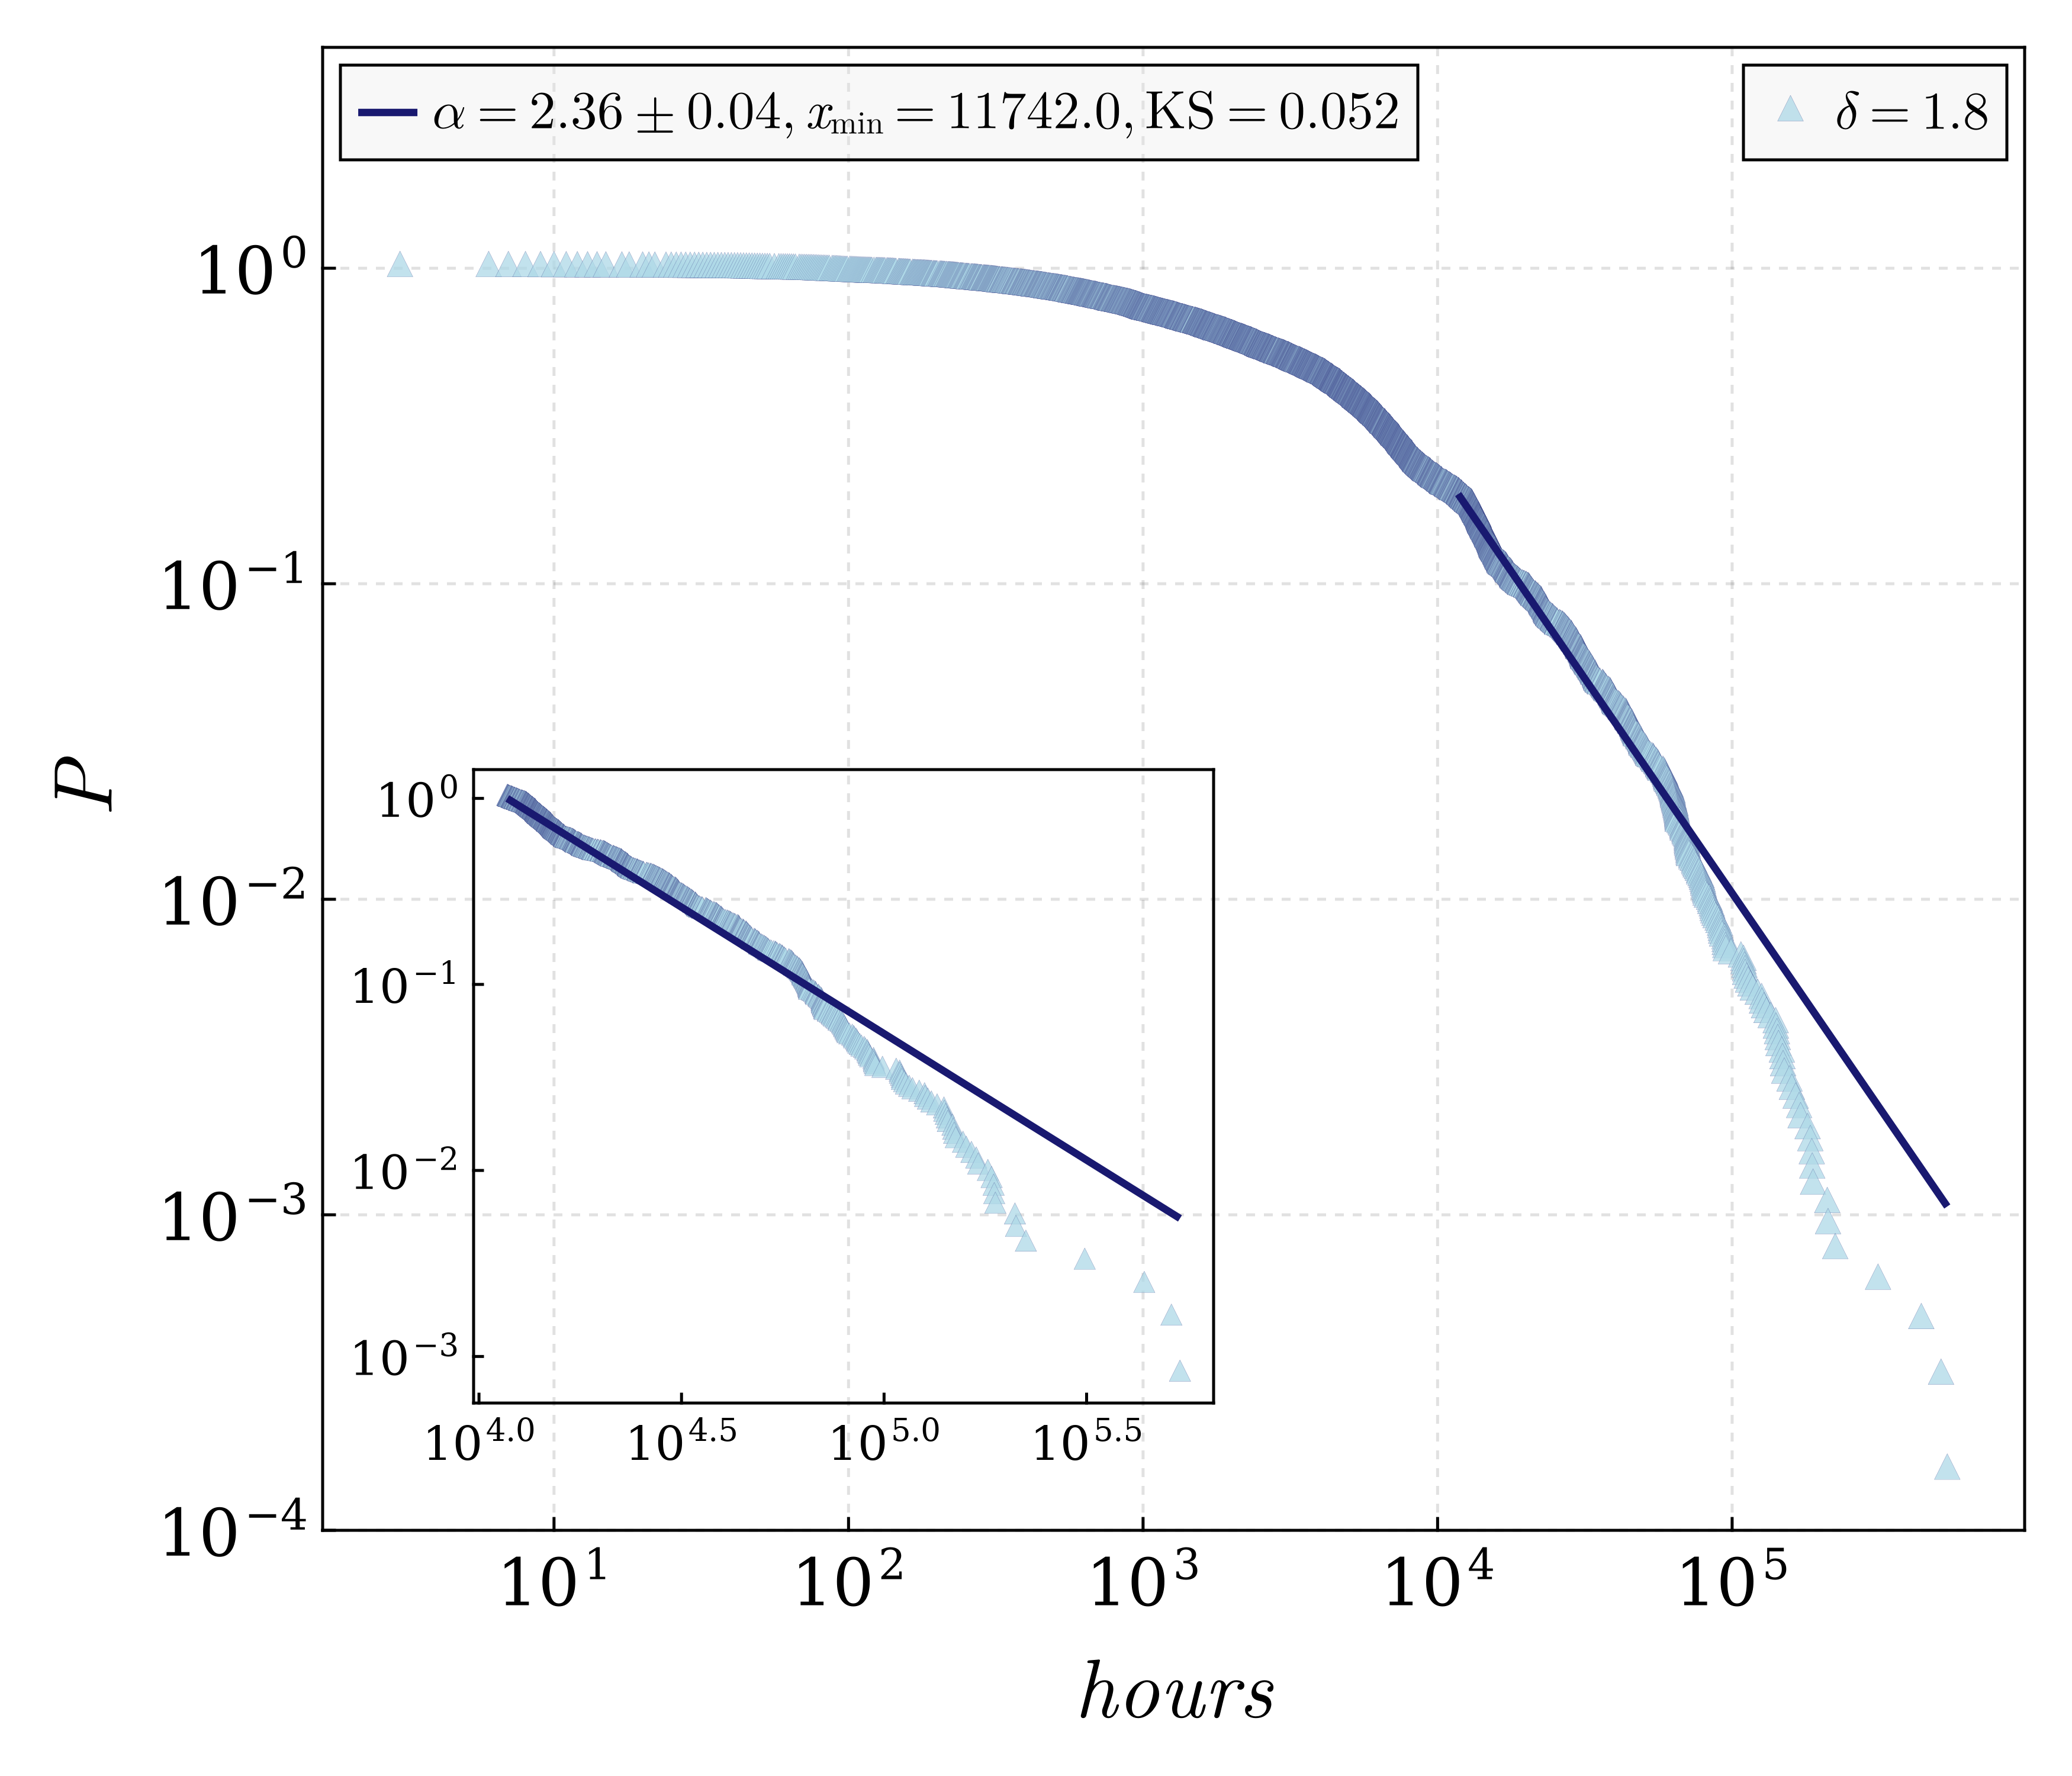 α = 2.36 ± 0.04, x_min = 11742.0, KS = 0.052
δ = 1.8
10^0
10^−1
10^−2
10^−3
10^−4
P
10^0
10^−1
10^−2
10^−3
10^4.0 10^4.5 10^5.0 10^5.5
10^1 10^2 10^3 10^4 10^5
hours